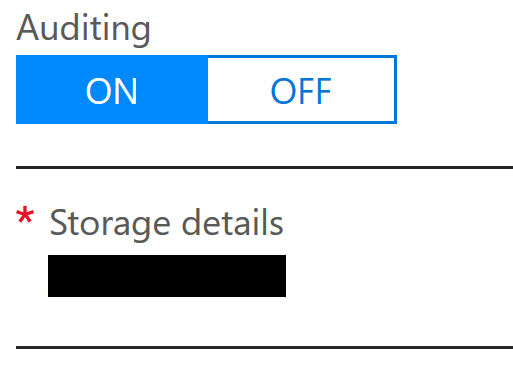 Auditing
ON OFF
* Storage details